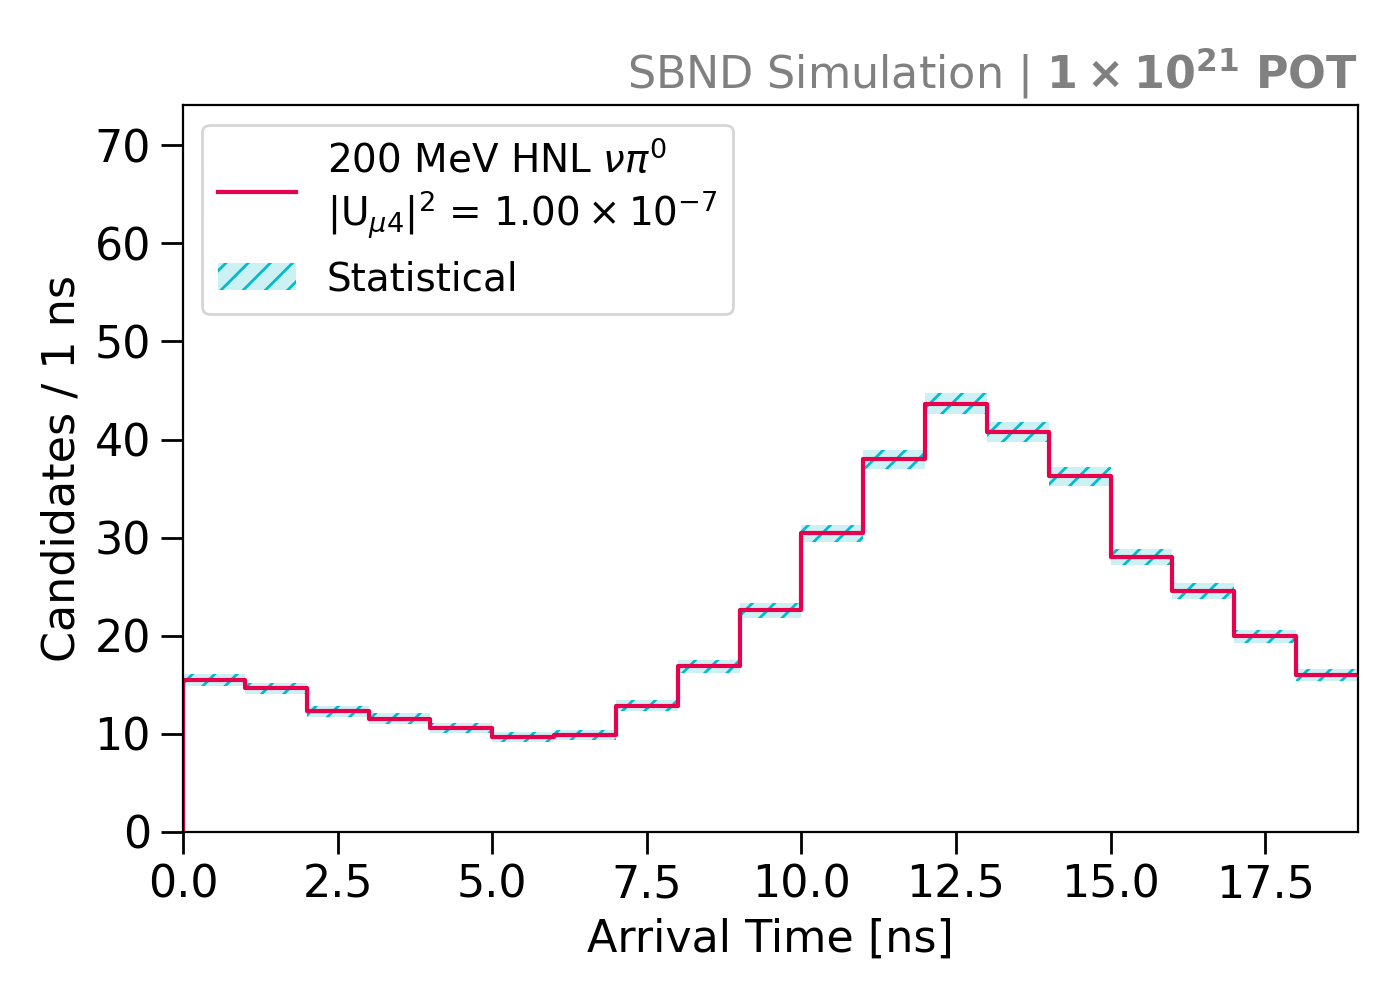 SBND Simulation | 1 × 10²¹ POT
200 MeV HNL νπ⁰
|U_μ4|² = 1.00 × 10⁻⁷
Statistical
Candidates / 1 ns
70
60
50
40
30
20
10
0
0.0 2.5 5.0 7.5 10.0 12.5 15.0 17.5
Arrival Time [ns]